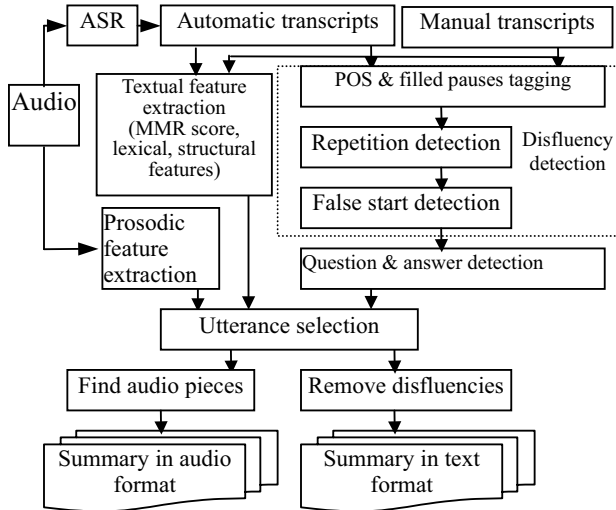 ASR
Automatic transcripts
Manual transcripts
Audio
Textual feature
extraction
(MMR score,
lexical, structural
features)
POS & filled pauses tagging
Repetition detection
False start detection
Disfluency
detection
Prosodic
feature
extraction
Question & answer detection
Utterance selection
Find audio pieces
Remove disfluencies
Summary in audio
format
Summary in text
format